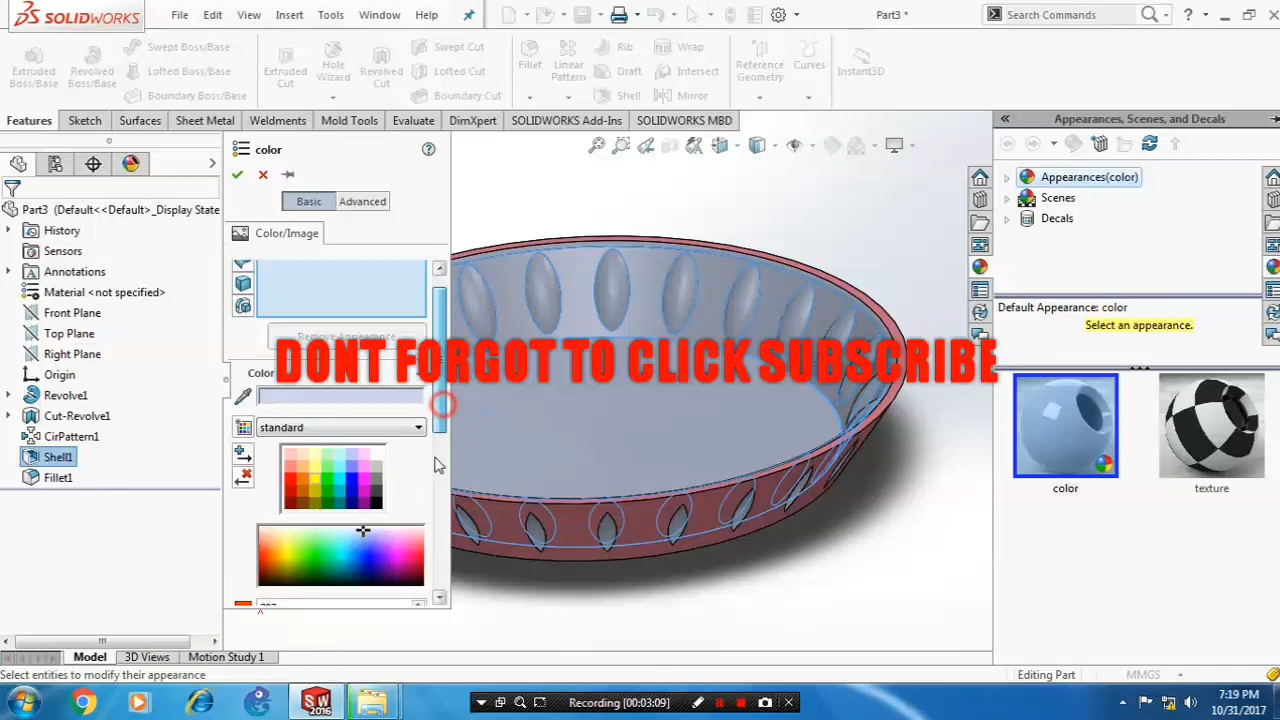 SOLIDWORKS File Edit View Insert Tools Window Help Part3 * Search Commands
Extruded Boss/Base
Revolved Boss/Base
Swept Boss/Base
Lofted Boss/Base
Boundary Boss/Base
Extruded Cut
Hole Wizard
Revolved Cut
Swept Cut
Lofted Cut
Boundary Cut
Fillet
Linear Pattern
Rib
Draft
Shell
Wrap
Intersect
Mirror
Reference Geometry
Curves
Instant3D
Features Sketch Surfaces Sheet Metal Weldments Mold Tools Evaluate DimXpert SOLIDWORKS Add-Ins SOLIDWORKS MBD
Part3 (Default<<Default>_Display State
History
Sensors
Annotations
Material <not specified>
Front Plane
Top Plane
Right Plane
Origin
Revolve1
Cut-Revolve1
CirPattern1
Shell1
Fillet1
color
Basic Advanced
Color/Image
Remove Appearance
Color
standard
DONT FORGOT TO CLICK SUBSCRIBE
Appearances, Scenes, and Decals
Appearances(color)
Scenes
Decals
Default Appearance: color
Select an appearance.
color texture
Model 3D Views Motion Study 1
Select entities to modify their appearance Editing Part MMGS
SW 2016
Recording [00:03:09]
7:19 PM
10/31/2017